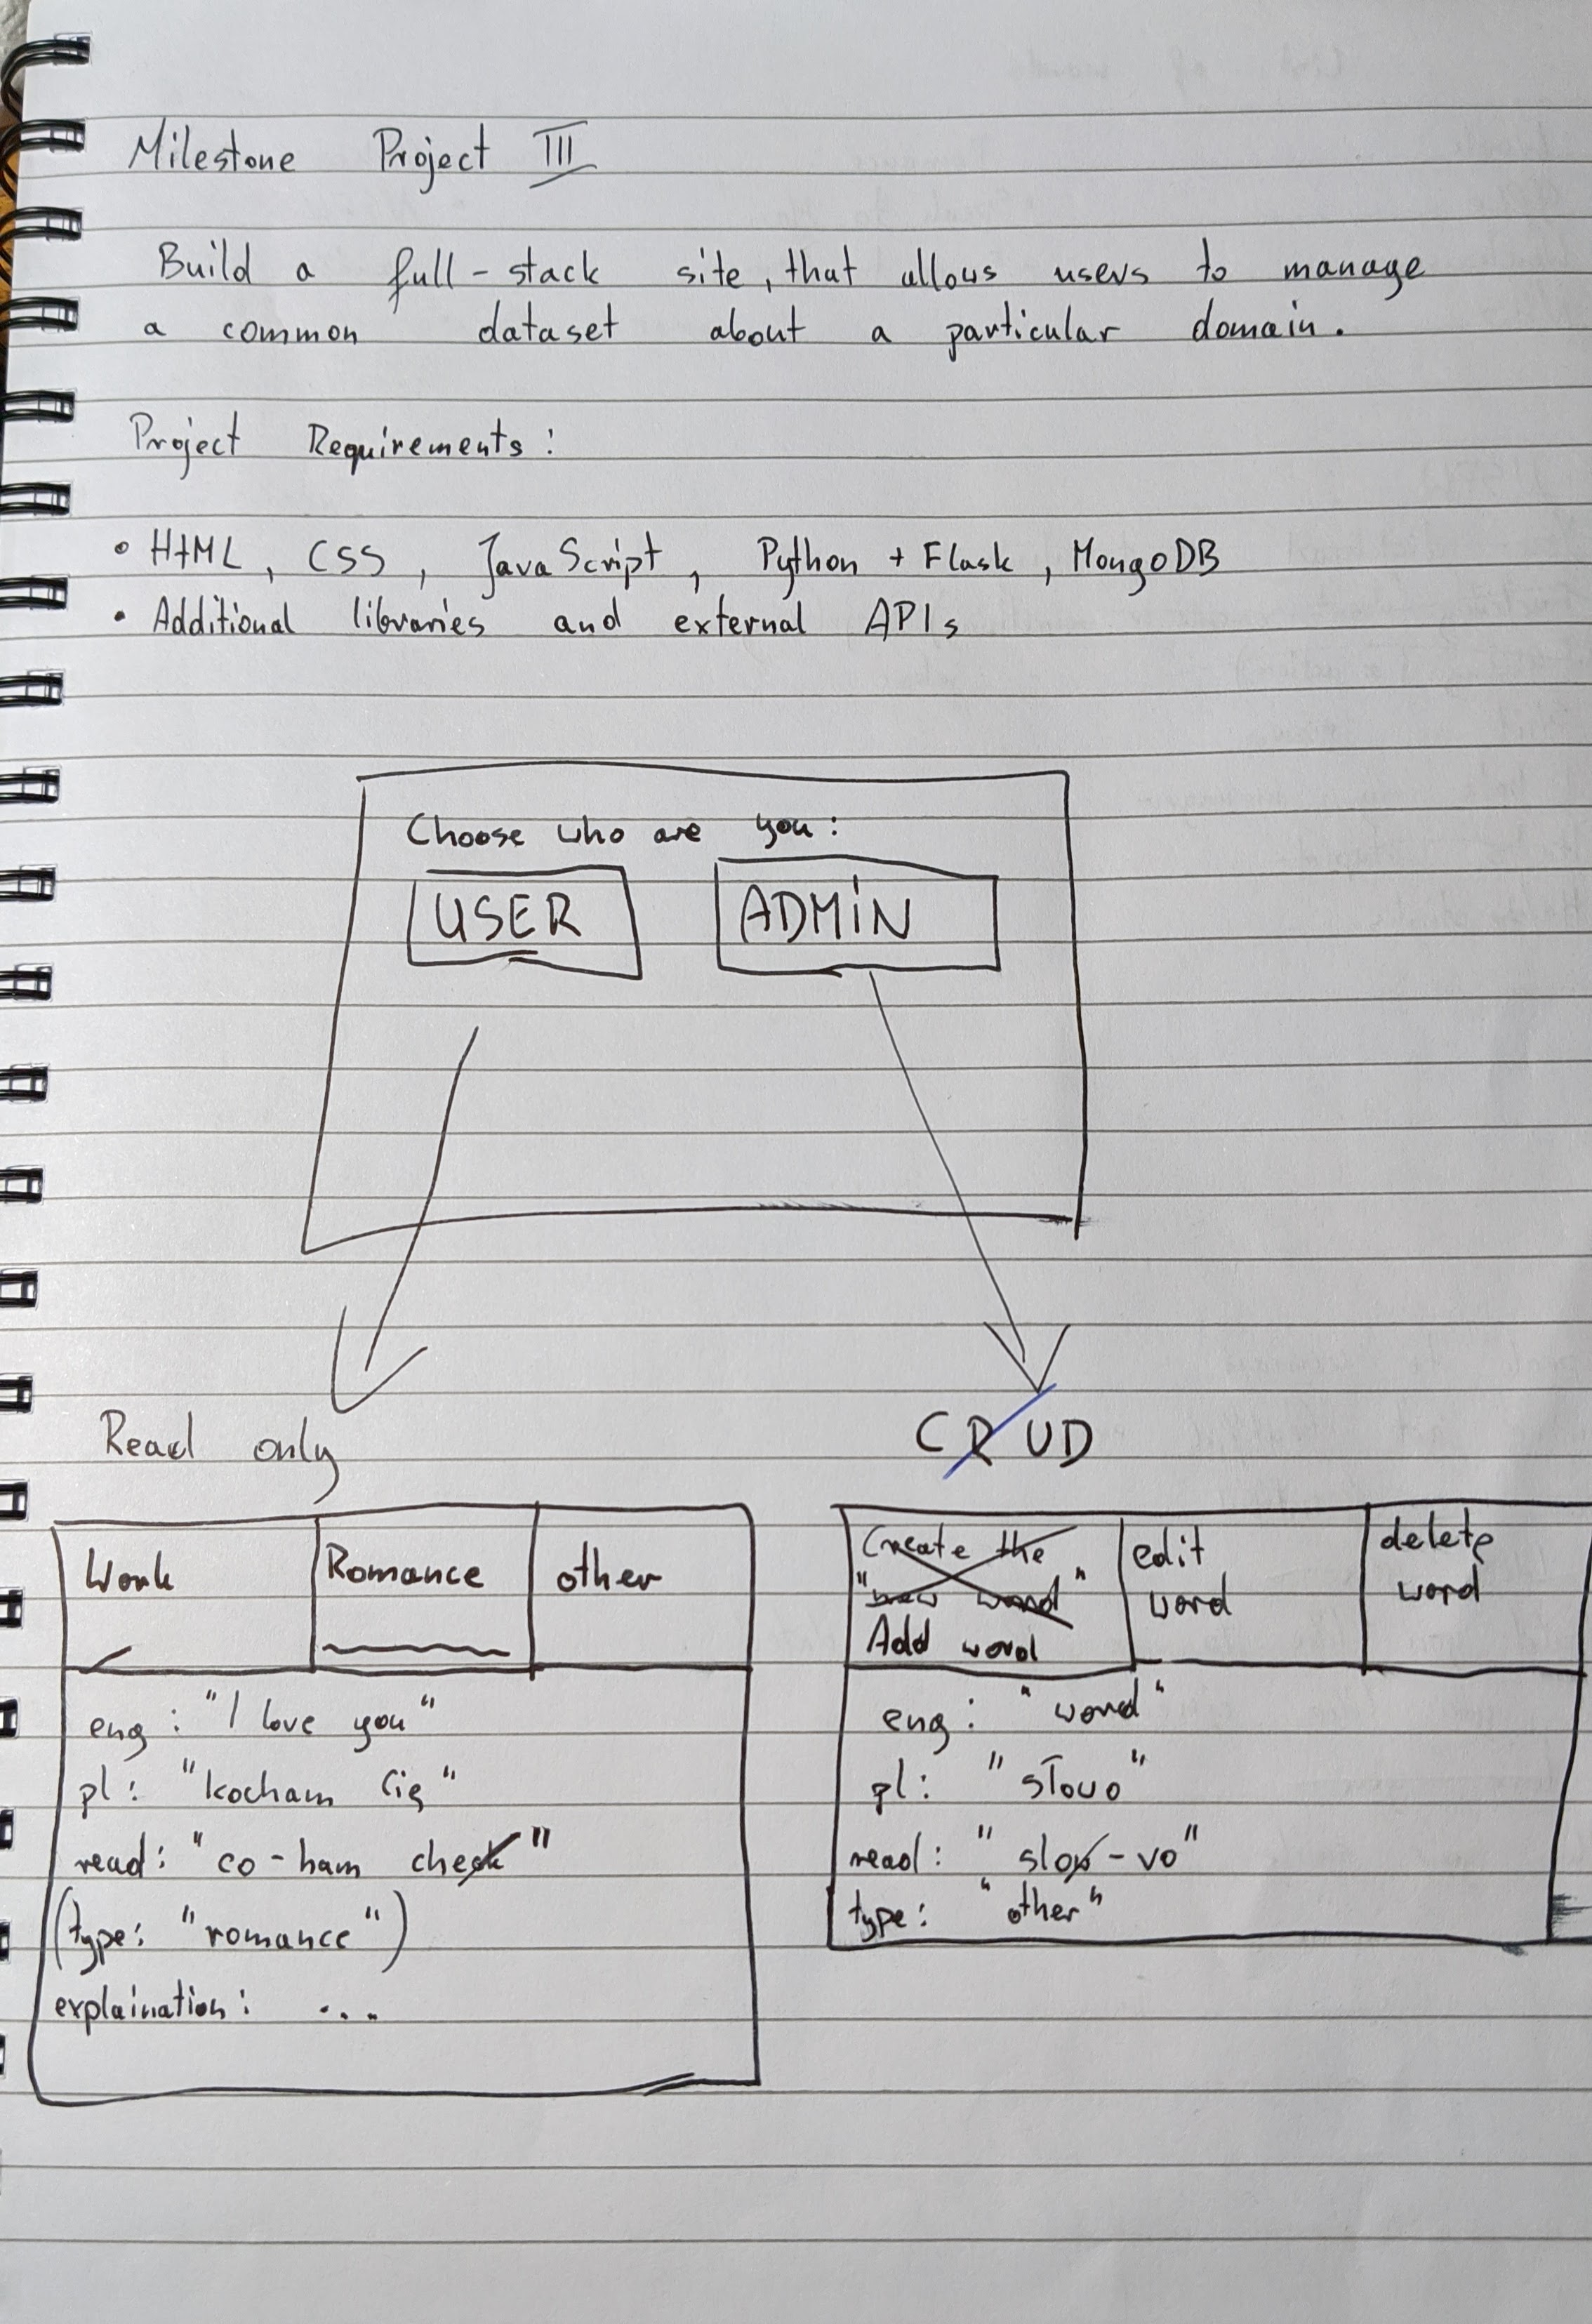 Milestone Project III
Build a full-stack site, that allows users to manage
a common dataset about a particular domain.
Project Requirements:
• HTML, CSS, JavaScript, Python + Flask, MongoDB
• Additional libraries and external APIs
Choose who are you:
USER ADMIN
Read only
CRUD
Work Romance other
eng: "I love you"
pl: "kocham Cię"
read: "co-ham check"
(type: "romance")
explaination: ...
Create the
"new word"
Add word
edit
word
delete
word
eng: "word"
pl: "słowo"
read: "slow-vo"
type: "other"